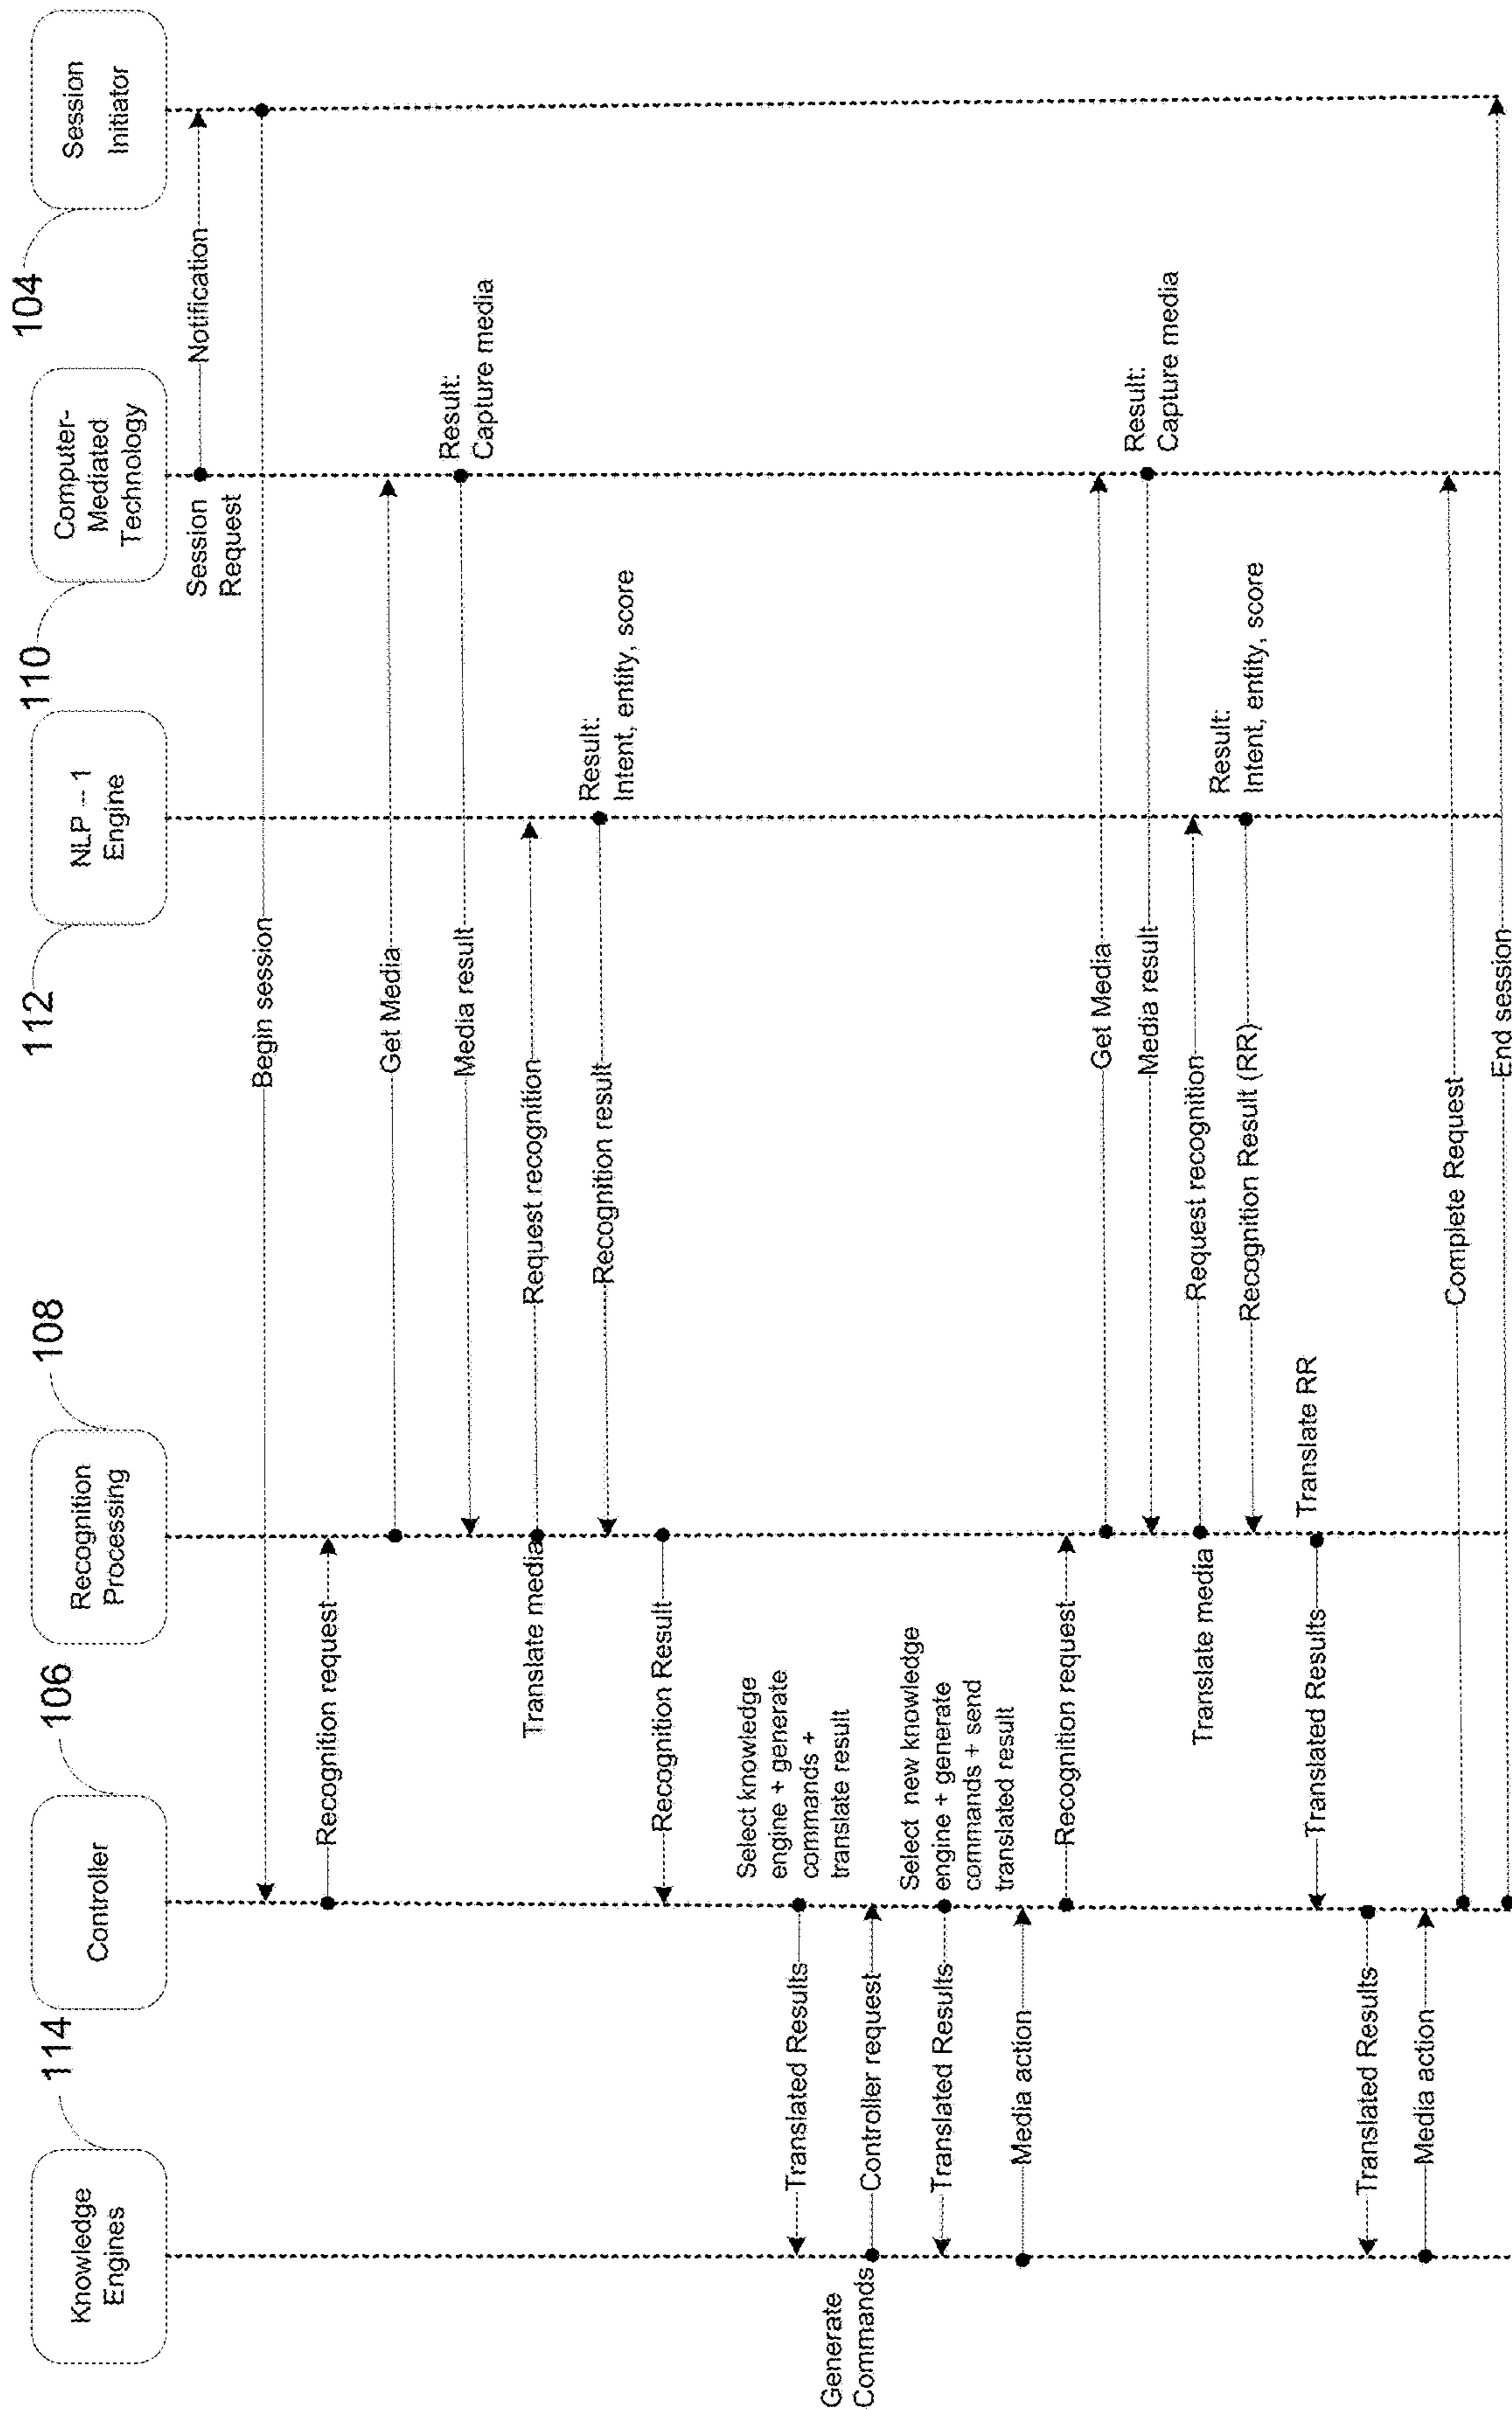 114
106
108
112
110
104
Knowledge
Engines
Controller
Recognition
Processing
NLP -- 1
Engine
Computer-
Mediated
Technology
Session
Initiator
Session
Request
Notification
Begin session
Recognition request
Get Media
Result:
Capture media
Media result
Translate media
Request recognition
Result:
Intent, entity, score
Recognition result
Recognition Result
Select knowledge
engine + generate
commands +
translate result
Translated Results
Generate
Commands
Controller request
Select new knowledge
engine + generate
commands + send
translated result
Translated Results
Media action
Recognition request
Get Media
Result:
Capture media
Media result
Translate media
Request recognition
Result:
Intent, entity, score
Recognition Result (RR)
Translate RR
Translated Results
Translated Results
Media action
Complete Request
End session